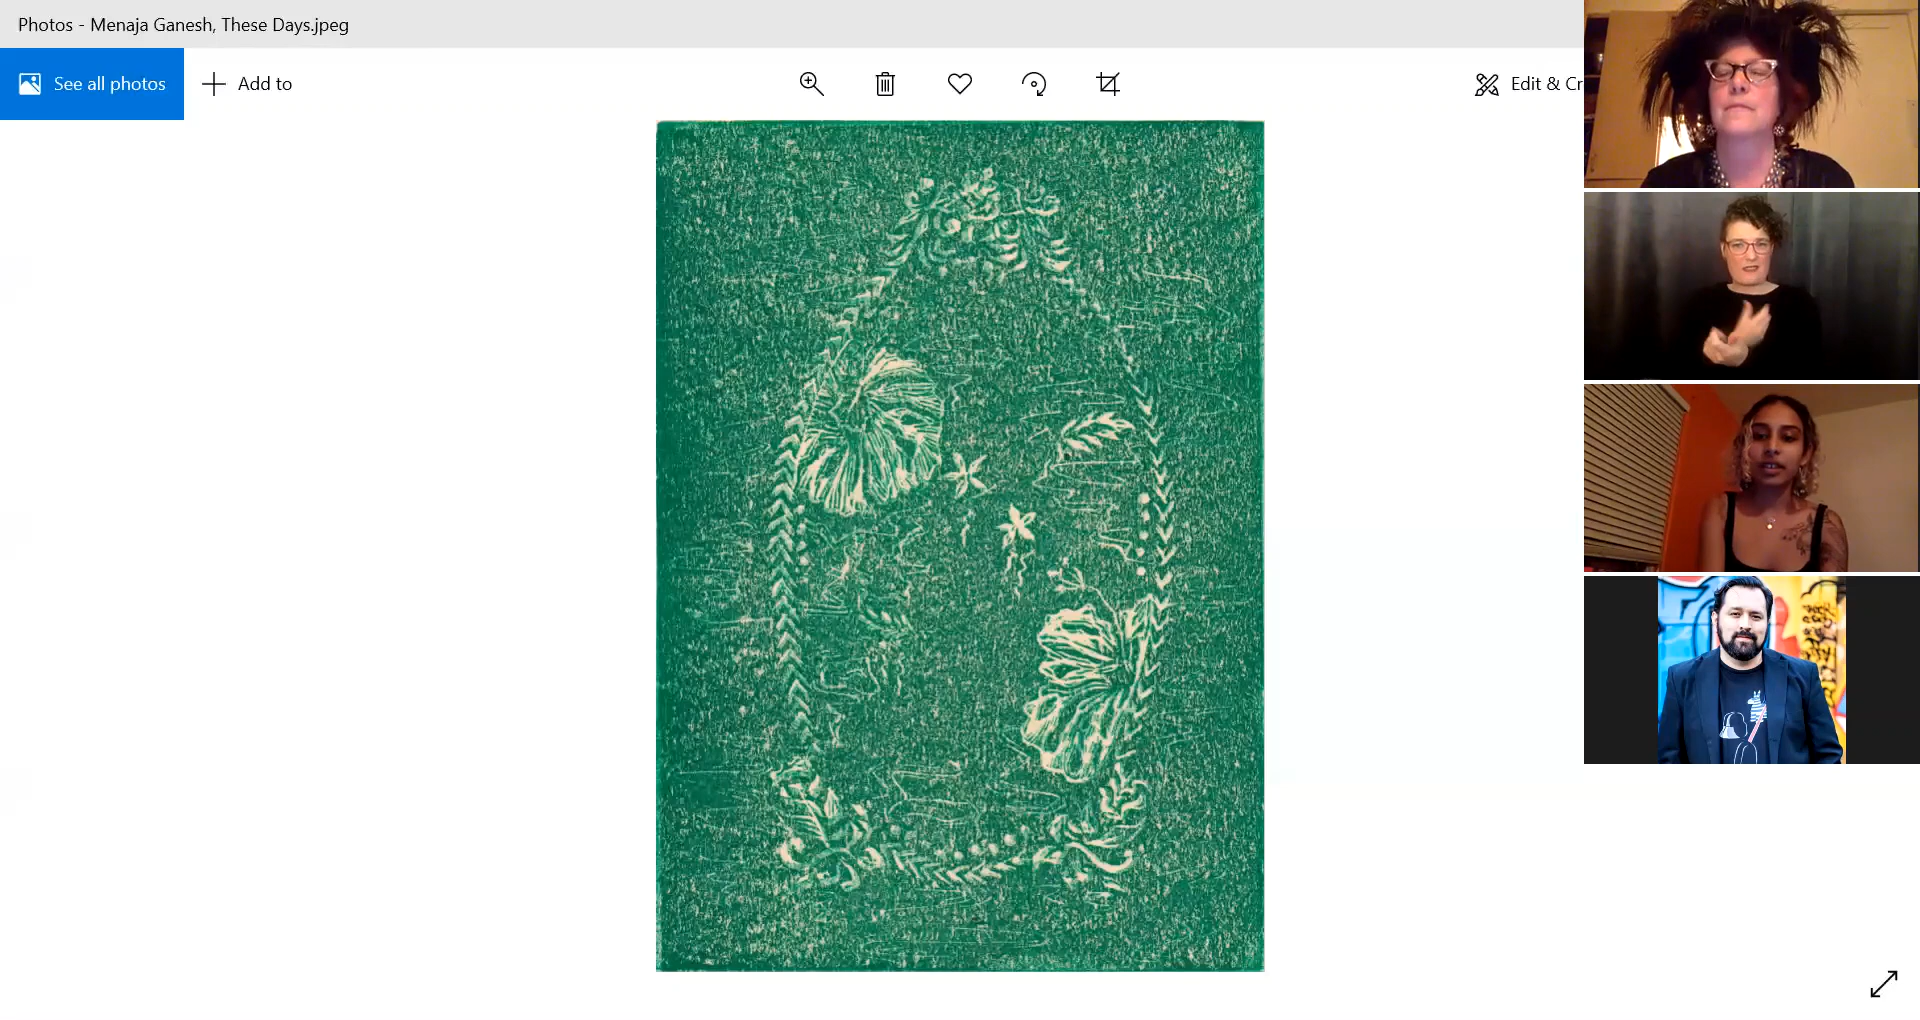 Photos - Menaja Ganesh, These Days.jpeg
See all photos
Add to
Edit & Cr